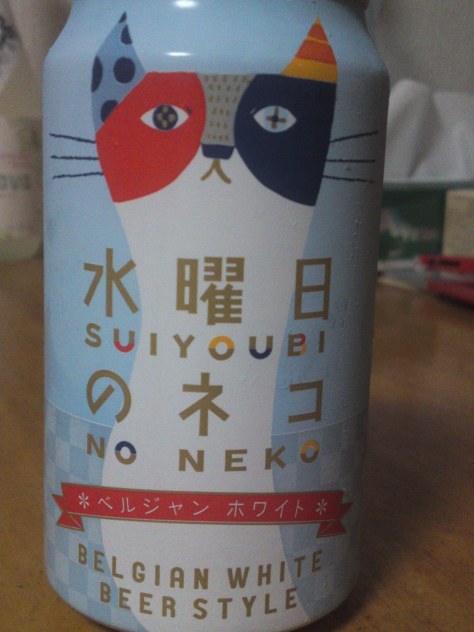 水曜日
SUIYOUBI
のネコ
NO NEKO
*ベルジャン ホワイト*
BELGIAN WHITE
BEER STYLE